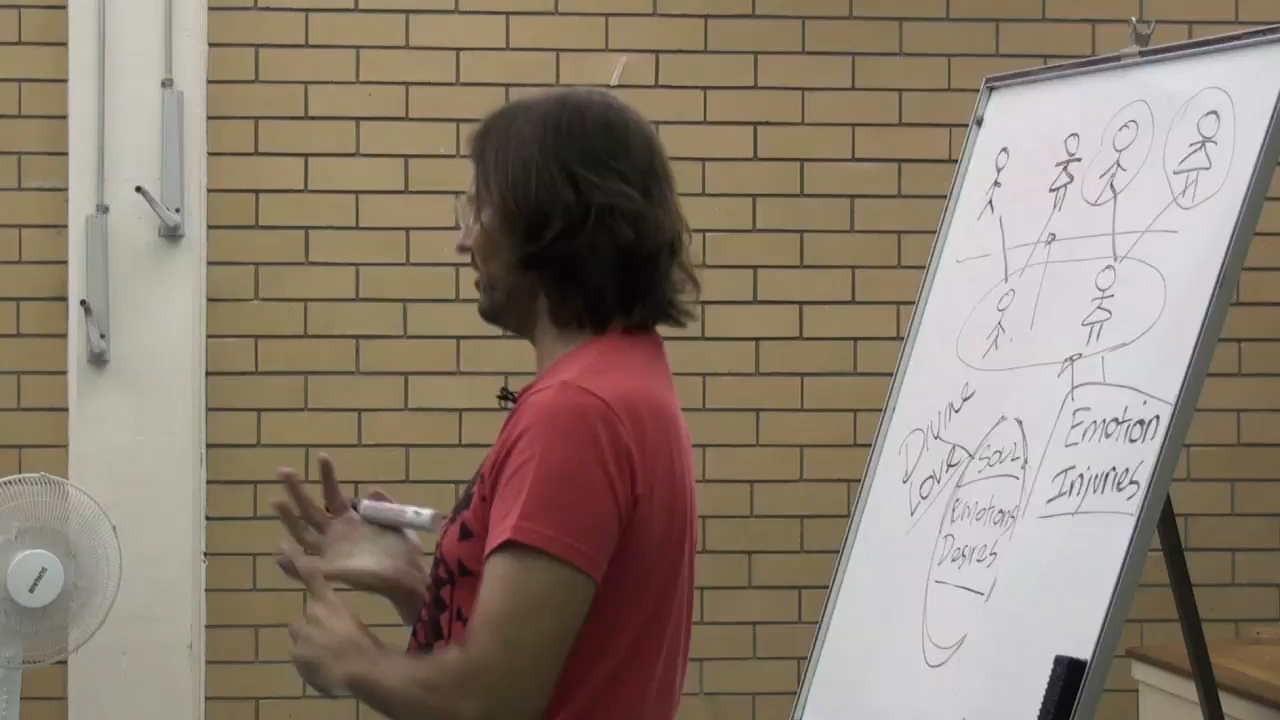 Divine
Love
SOUL
Emotions
Desires
Emotion
Injuries